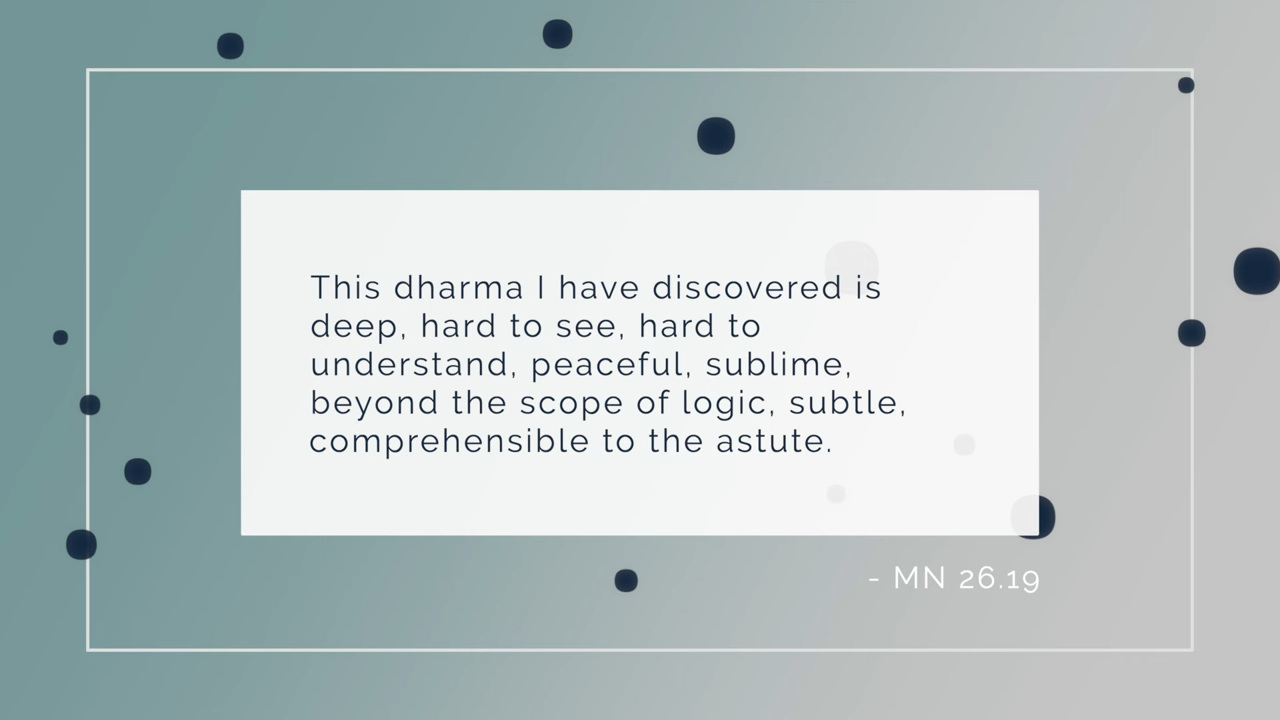 This dharma I have discovered is
deep, hard to see, hard to
understand, peaceful, sublime,
beyond the scope of logic, subtle,
comprehensible to the astute.
- MN 26.19